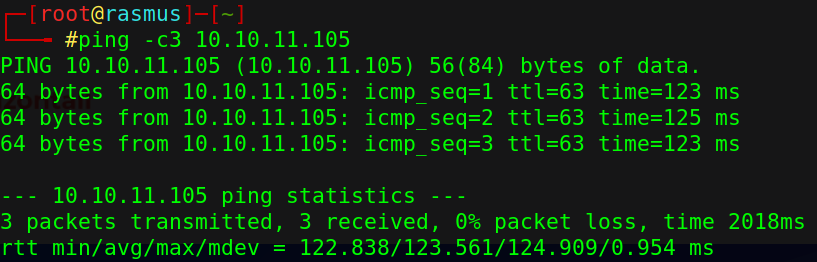 ┌─[root@rasmus]─[~]
└──╼ #ping -c3 10.10.11.105
PING 10.10.11.105 (10.10.11.105) 56(84) bytes of data.
64 bytes from 10.10.11.105: icmp_seq=1 ttl=63 time=123 ms
64 bytes from 10.10.11.105: icmp_seq=2 ttl=63 time=125 ms
64 bytes from 10.10.11.105: icmp_seq=3 ttl=63 time=123 ms

--- 10.10.11.105 ping statistics ---
3 packets transmitted, 3 received, 0% packet loss, time 2018ms
rtt min/avg/max/mdev = 122.838/123.561/124.909/0.954 ms